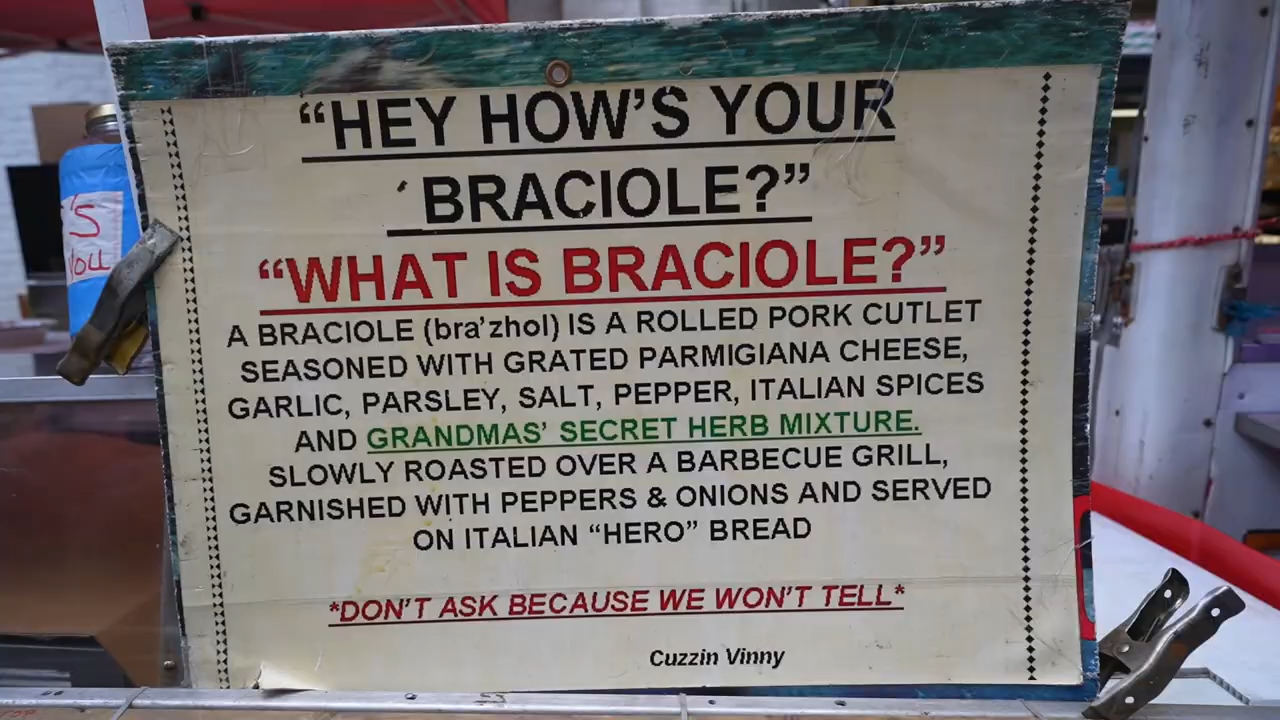 “HEY HOW’S YOUR
‘BRACIOLE?”
“WHAT IS BRACIOLE?”
A BRACIOLE (bra’zhol) IS A ROLLED PORK CUTLET
SEASONED WITH GRATED PARMIGIANA CHEESE,
GARLIC, PARSLEY, SALT, PEPPER, ITALIAN SPICES
AND GRANDMAS’ SECRET HERB MIXTURE.
SLOWLY ROASTED OVER A BARBECUE GRILL,
GARNISHED WITH PEPPERS & ONIONS AND SERVED
ON ITALIAN “HERO” BREAD
*DON’T ASK BECAUSE WE WON’T TELL*
Cuzzin Vinny